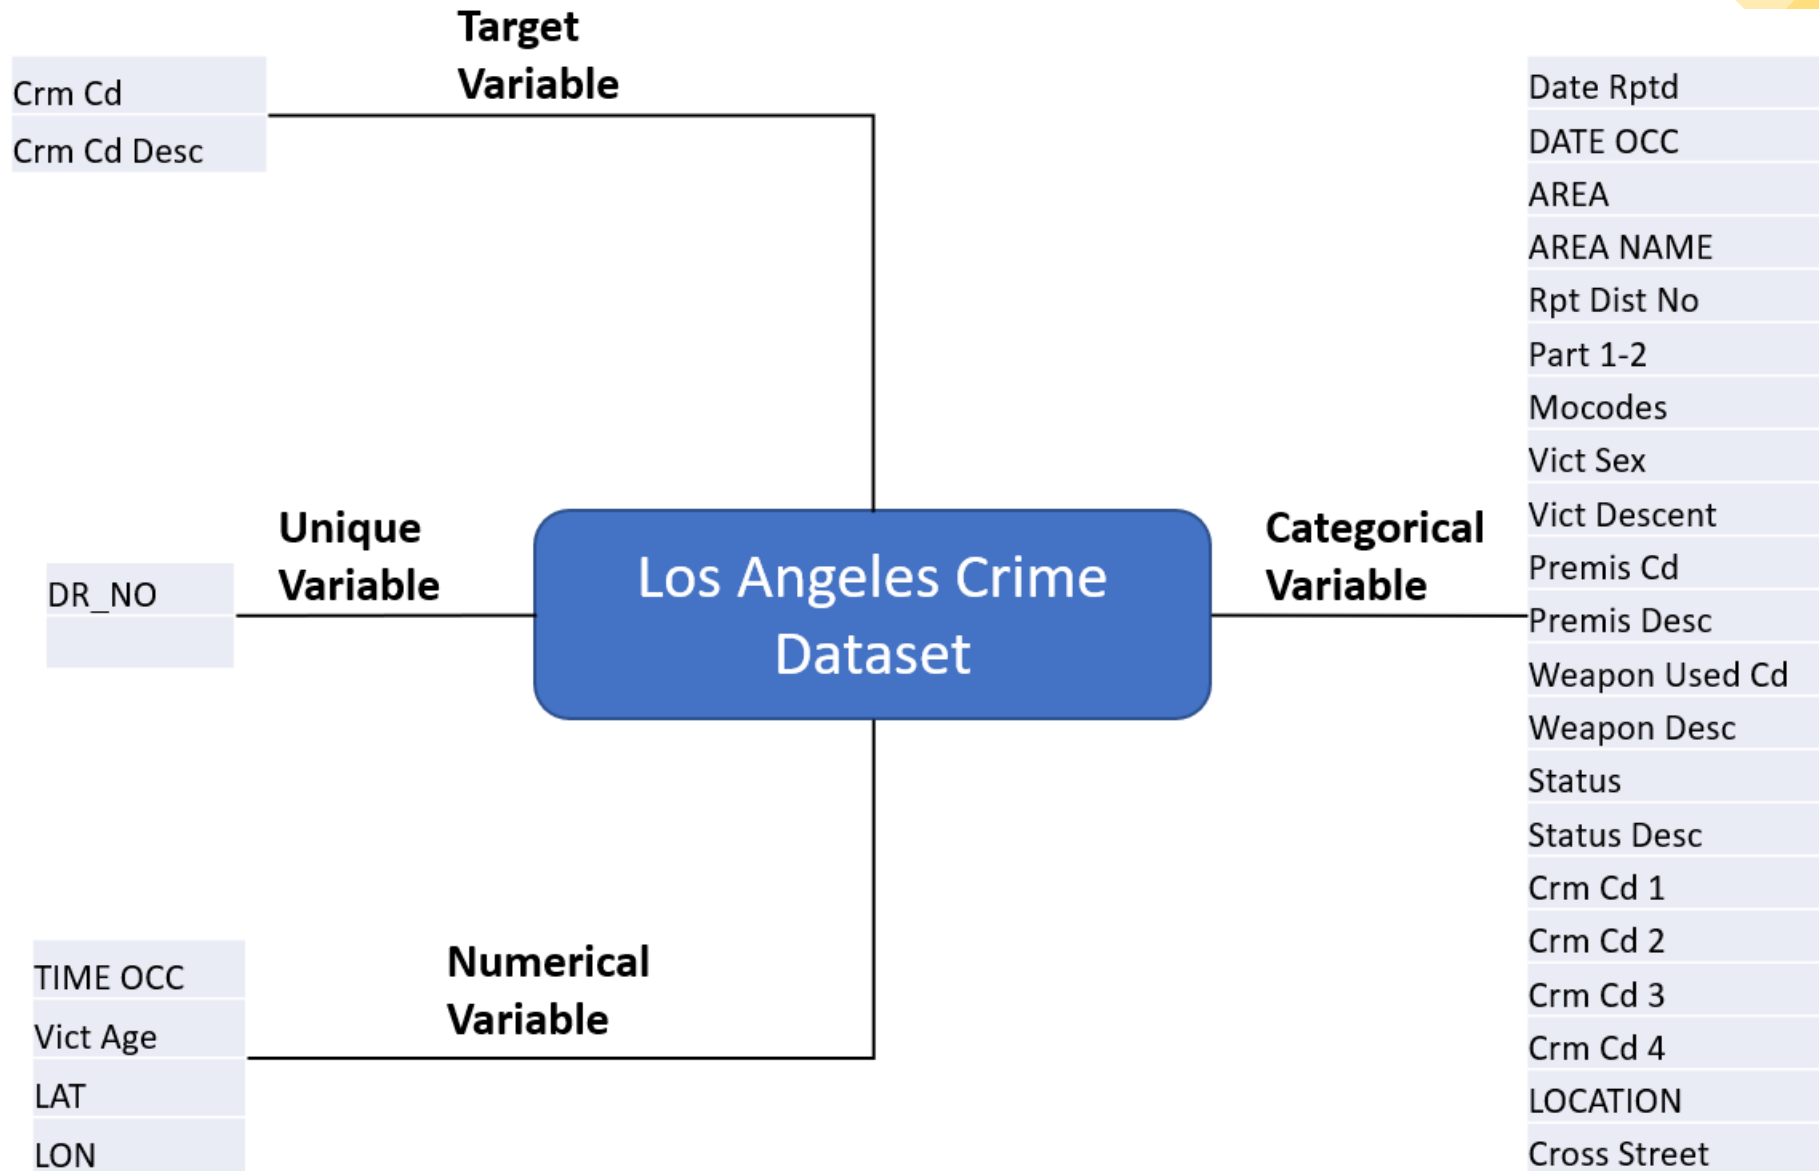 Target
Variable
Crm Cd
Crm Cd Desc
Unique
Variable
DR_NO
Los Angeles Crime
Dataset
Numerical
Variable
TIME OCC
Vict Age
LAT
LON
Categorical
Variable
Date Rptd
DATE OCC
AREA
AREA NAME
Rpt Dist No
Part 1-2
Mocodes
Vict Sex
Vict Descent
Premis Cd
Premis Desc
Weapon Used Cd
Weapon Desc
Status
Status Desc
Crm Cd 1
Crm Cd 2
Crm Cd 3
Crm Cd 4
LOCATION
Cross Street